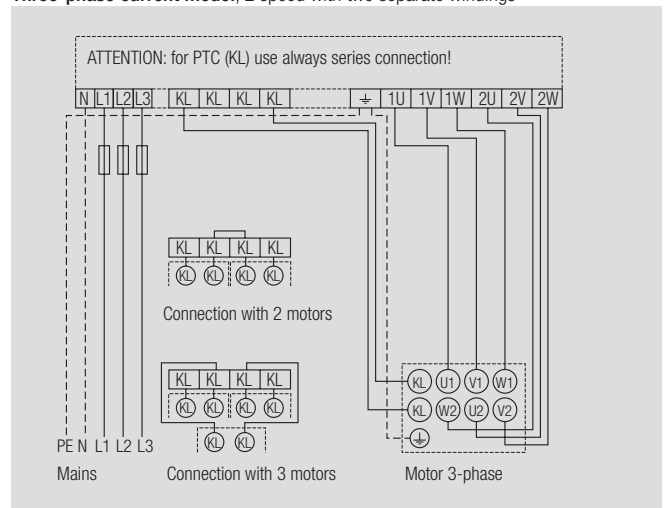 Three-phase current model, 2 speed with two separate windings
ATTENTION: for PTC (KL) use always series connection!
N L1 L2 L3 KL KL KL KL 1U 1V 1W 2U 2V 2W
KL KL KL KL
KL KL KL KL
Connection with 2 motors
KL KL KL KL
KL KL KL KL
KL KL
KL U1 V1 W1
KL W2 U2 V2
PE N L1 L2 L3
Mains
Connection with 3 motors
Motor 3-phase